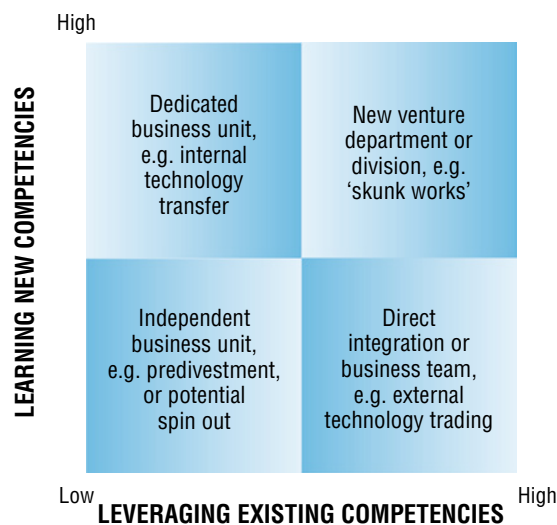 High
LEARNING NEW COMPETENCIES
Dedicated
business unit,
e.g. internal
technology
transfer
New venture
department or
division, e.g.
‘skunk works’
Independent
business unit,
e.g. predivestment,
or potential
spin out
Direct
integration or
business team,
e.g. external
technology trading
Low
High
LEVERAGING EXISTING COMPETENCIES